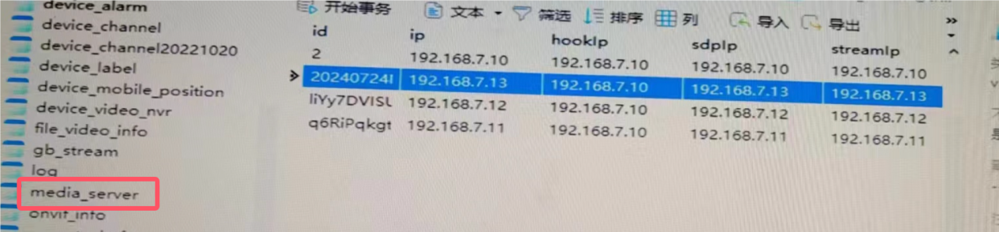 device_alarm
device_channel
device_channel20221020
device_label
device_mobile_position
device_video_nvr
file_video_info
gb_stream
log
media_server
onvif_info
开始事务 文本 筛选 排序 列 导入 导出
id ip hookIp sdpIp streamIp
2 192.168.7.10 192.168.7.10 192.168.7.10 192.168.7.10
20240724I 192.168.7.13 192.168.7.10 192.168.7.13 192.168.7.13
liYy7DVISU 192.168.7.12 192.168.7.10 192.168.7.12 192.168.7.12
q6RiPqkgt 192.168.7.11 192.168.7.10 192.168.7.11 192.168.7.11